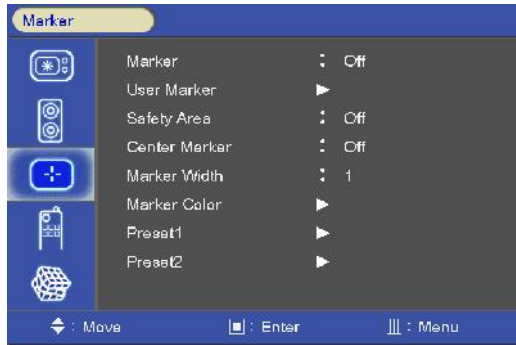 Marker
Marker : Off
User Marker ▶
Safety Area : Off
Center Marker : Off
Marker Width : 1
Marker Color ▶
Preset1 ▶
Preset2 ▶
: Move : Enter : Menu